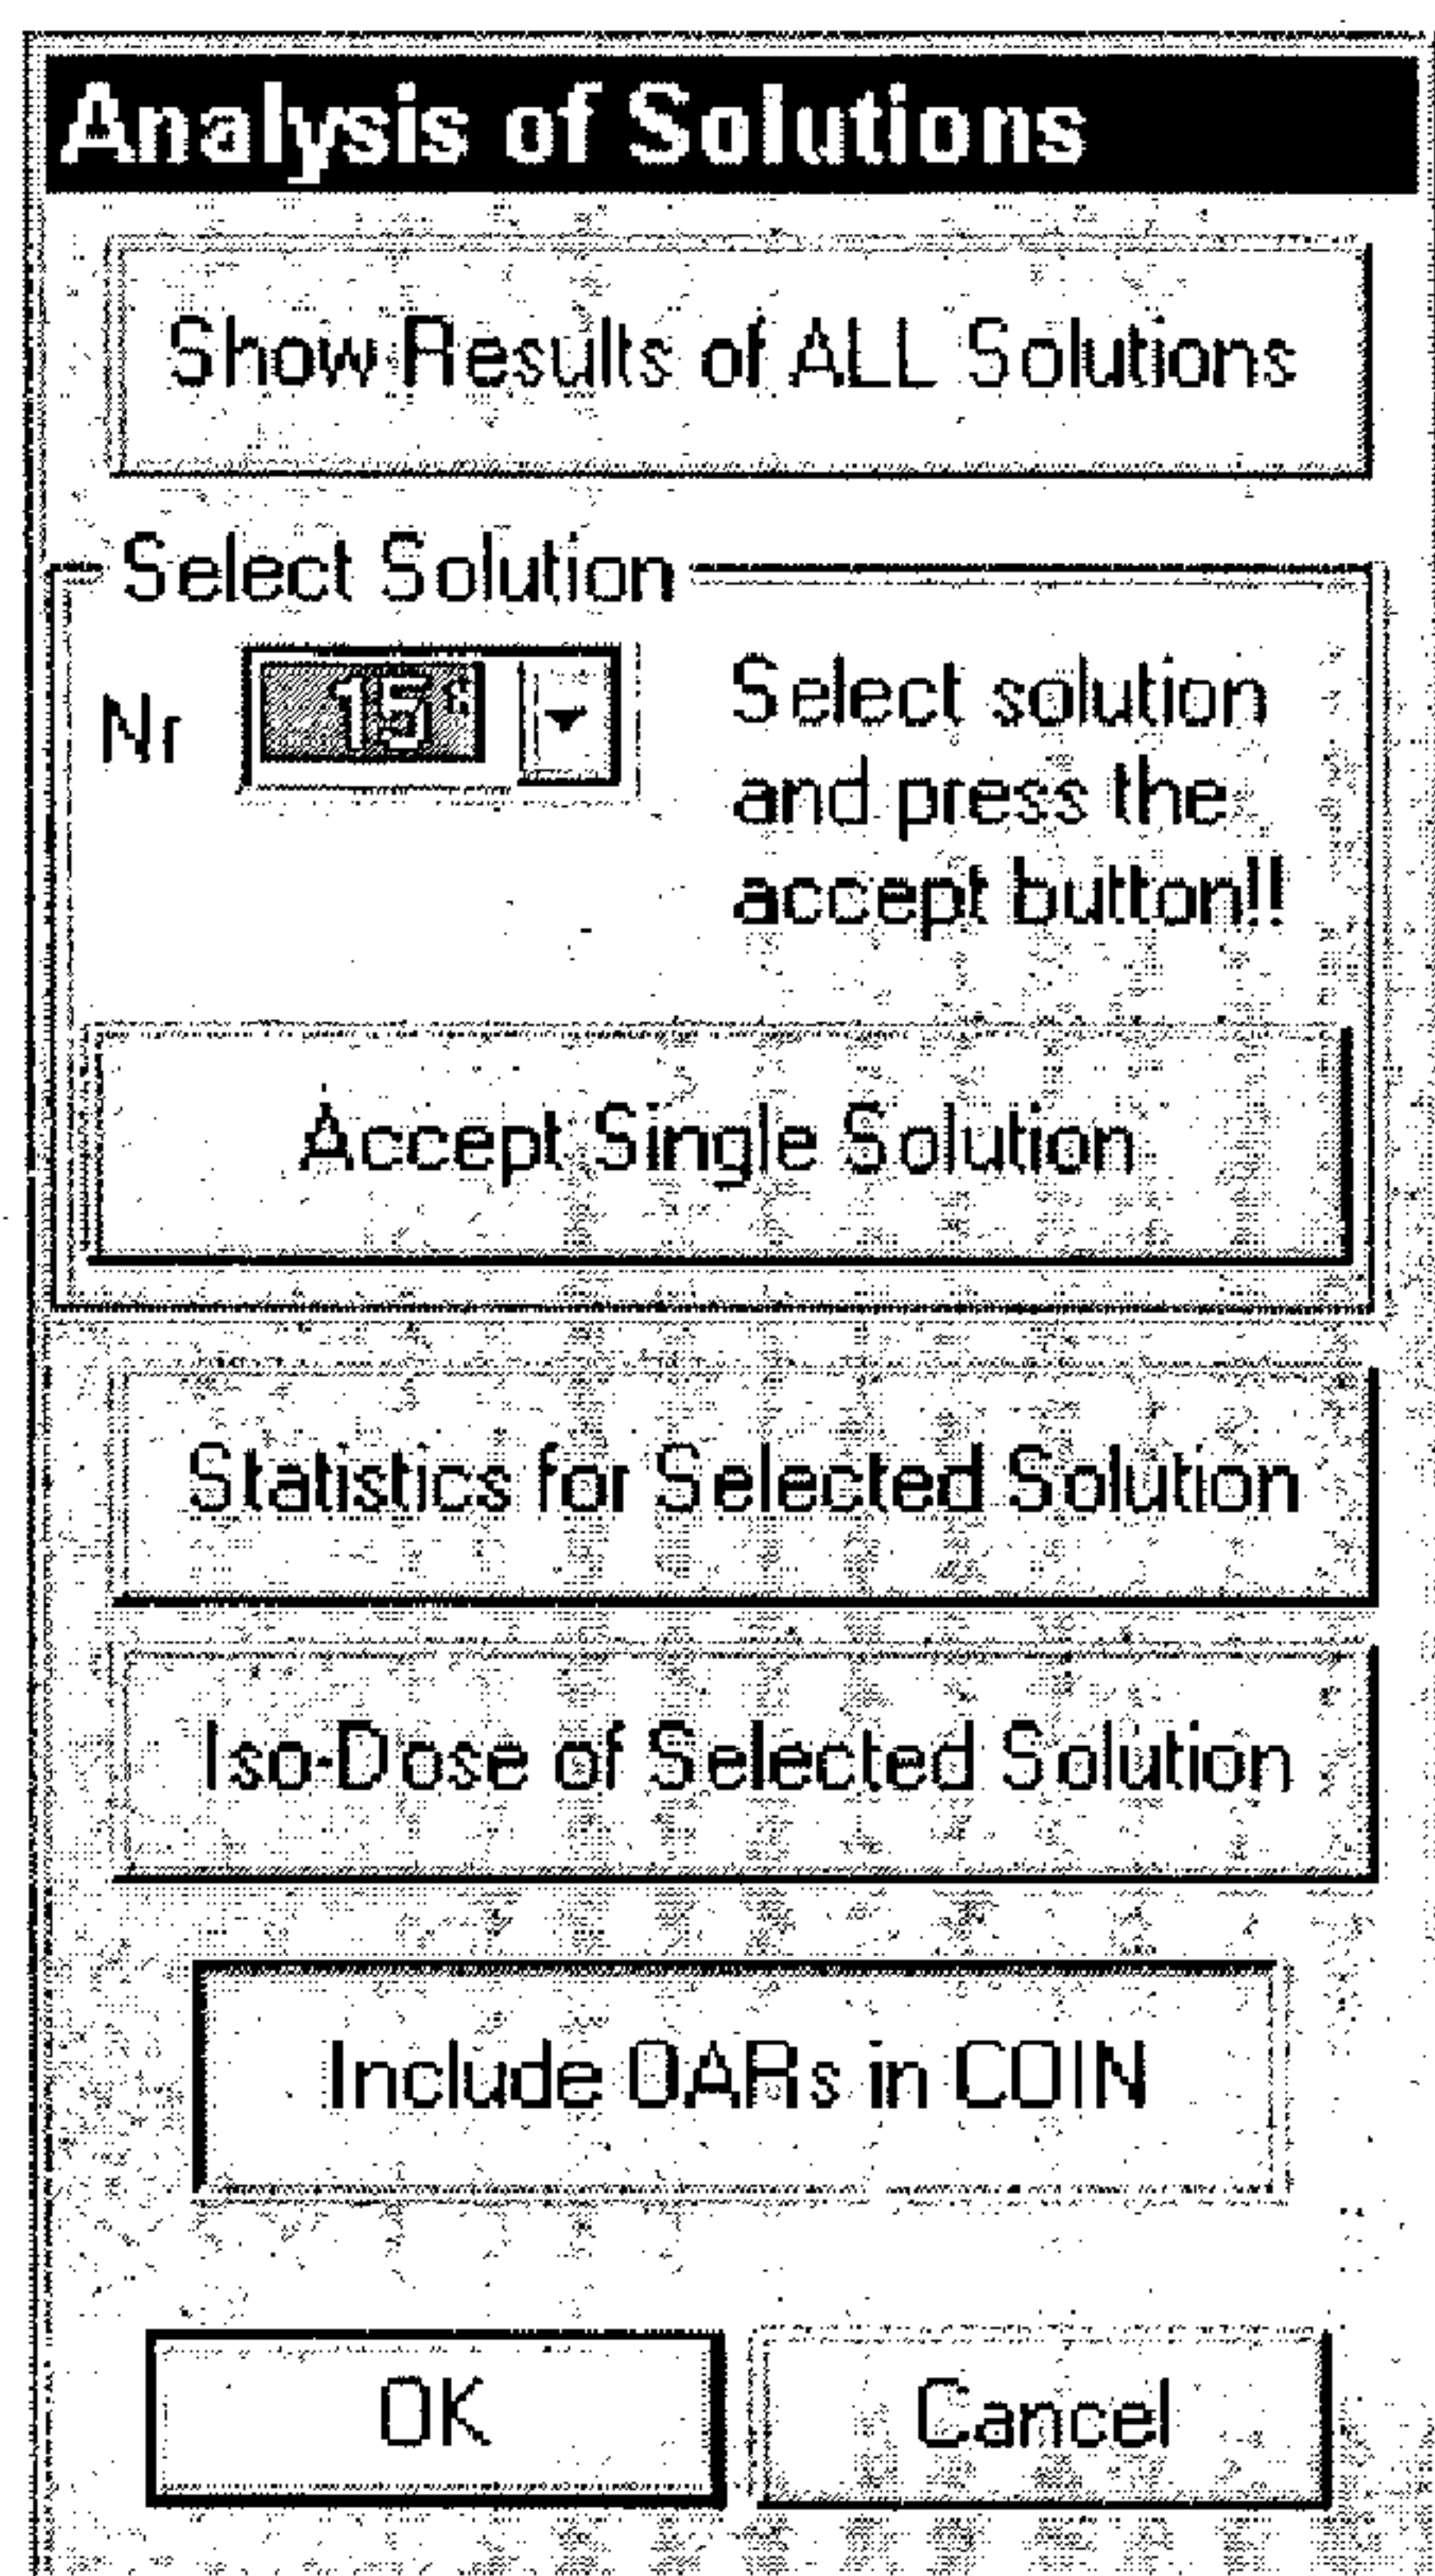 Analysis of Solutions
Show Results of ALL Solutions
Select Solution
Nr
Select solution
and press the
accept button!!
Accept Single Solution
Statistics for Selected Solution
Iso-Dose of Selected Solution
Include OARs in COIN
OK Cancel